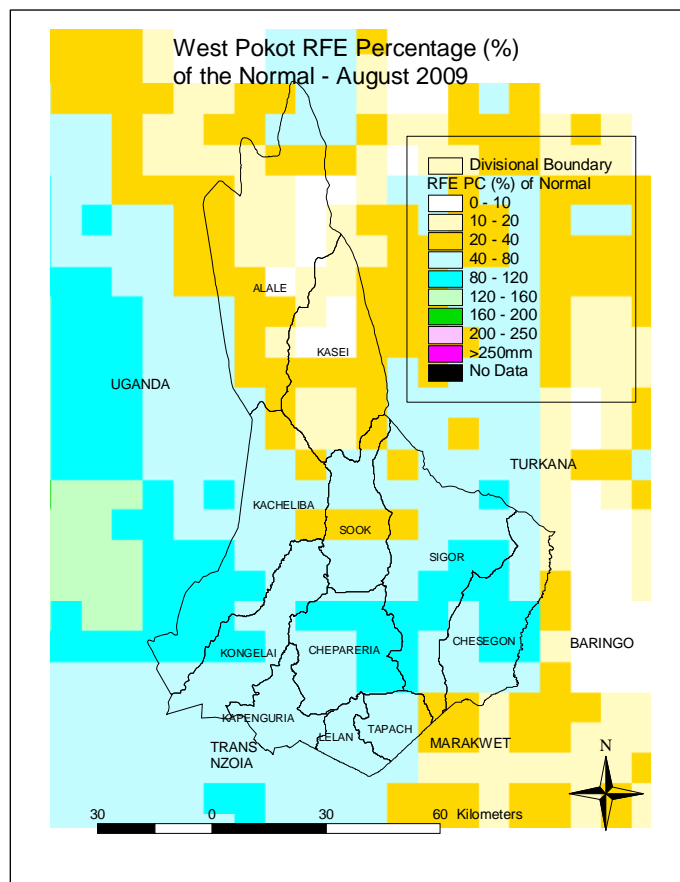 West Pokot RFE Percentage (%)
of the Normal - August 2009
Divisional Boundary
RFE PC (%) of Normal
0 - 10
10 - 20
20 - 40
40 - 80
80 - 120
120 - 160
160 - 200
200 - 250
>250mm
No Data
ALALE
KASEI
UGANDA
TURKANA
KACHELIBA
SOOK
SIGOR
KONGELAI
CHEPARERIA
CHESEGON
BARINGO
KAPENGURIA
LELAN
TAPACH
MARAKWET
TRANS
NZOIA
N
30 0 30 60 Kilometers